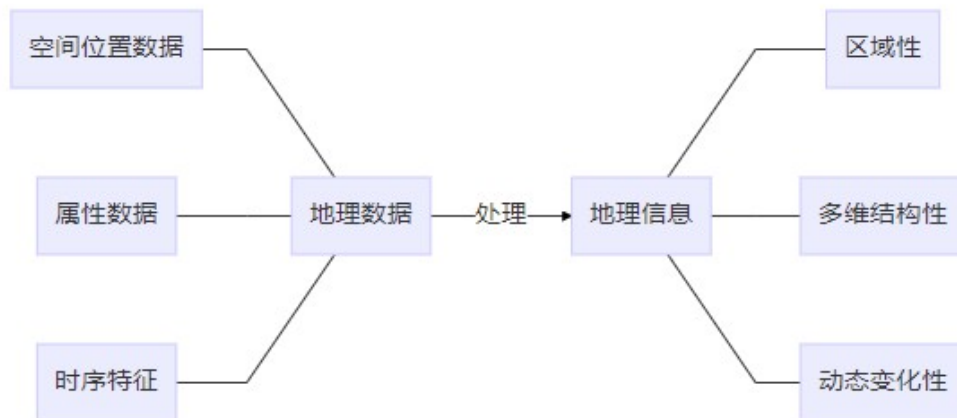 空间位置数据
区域性
属性数据
地理数据
处理
地理信息
多维结构性
时序特征
动态变化性